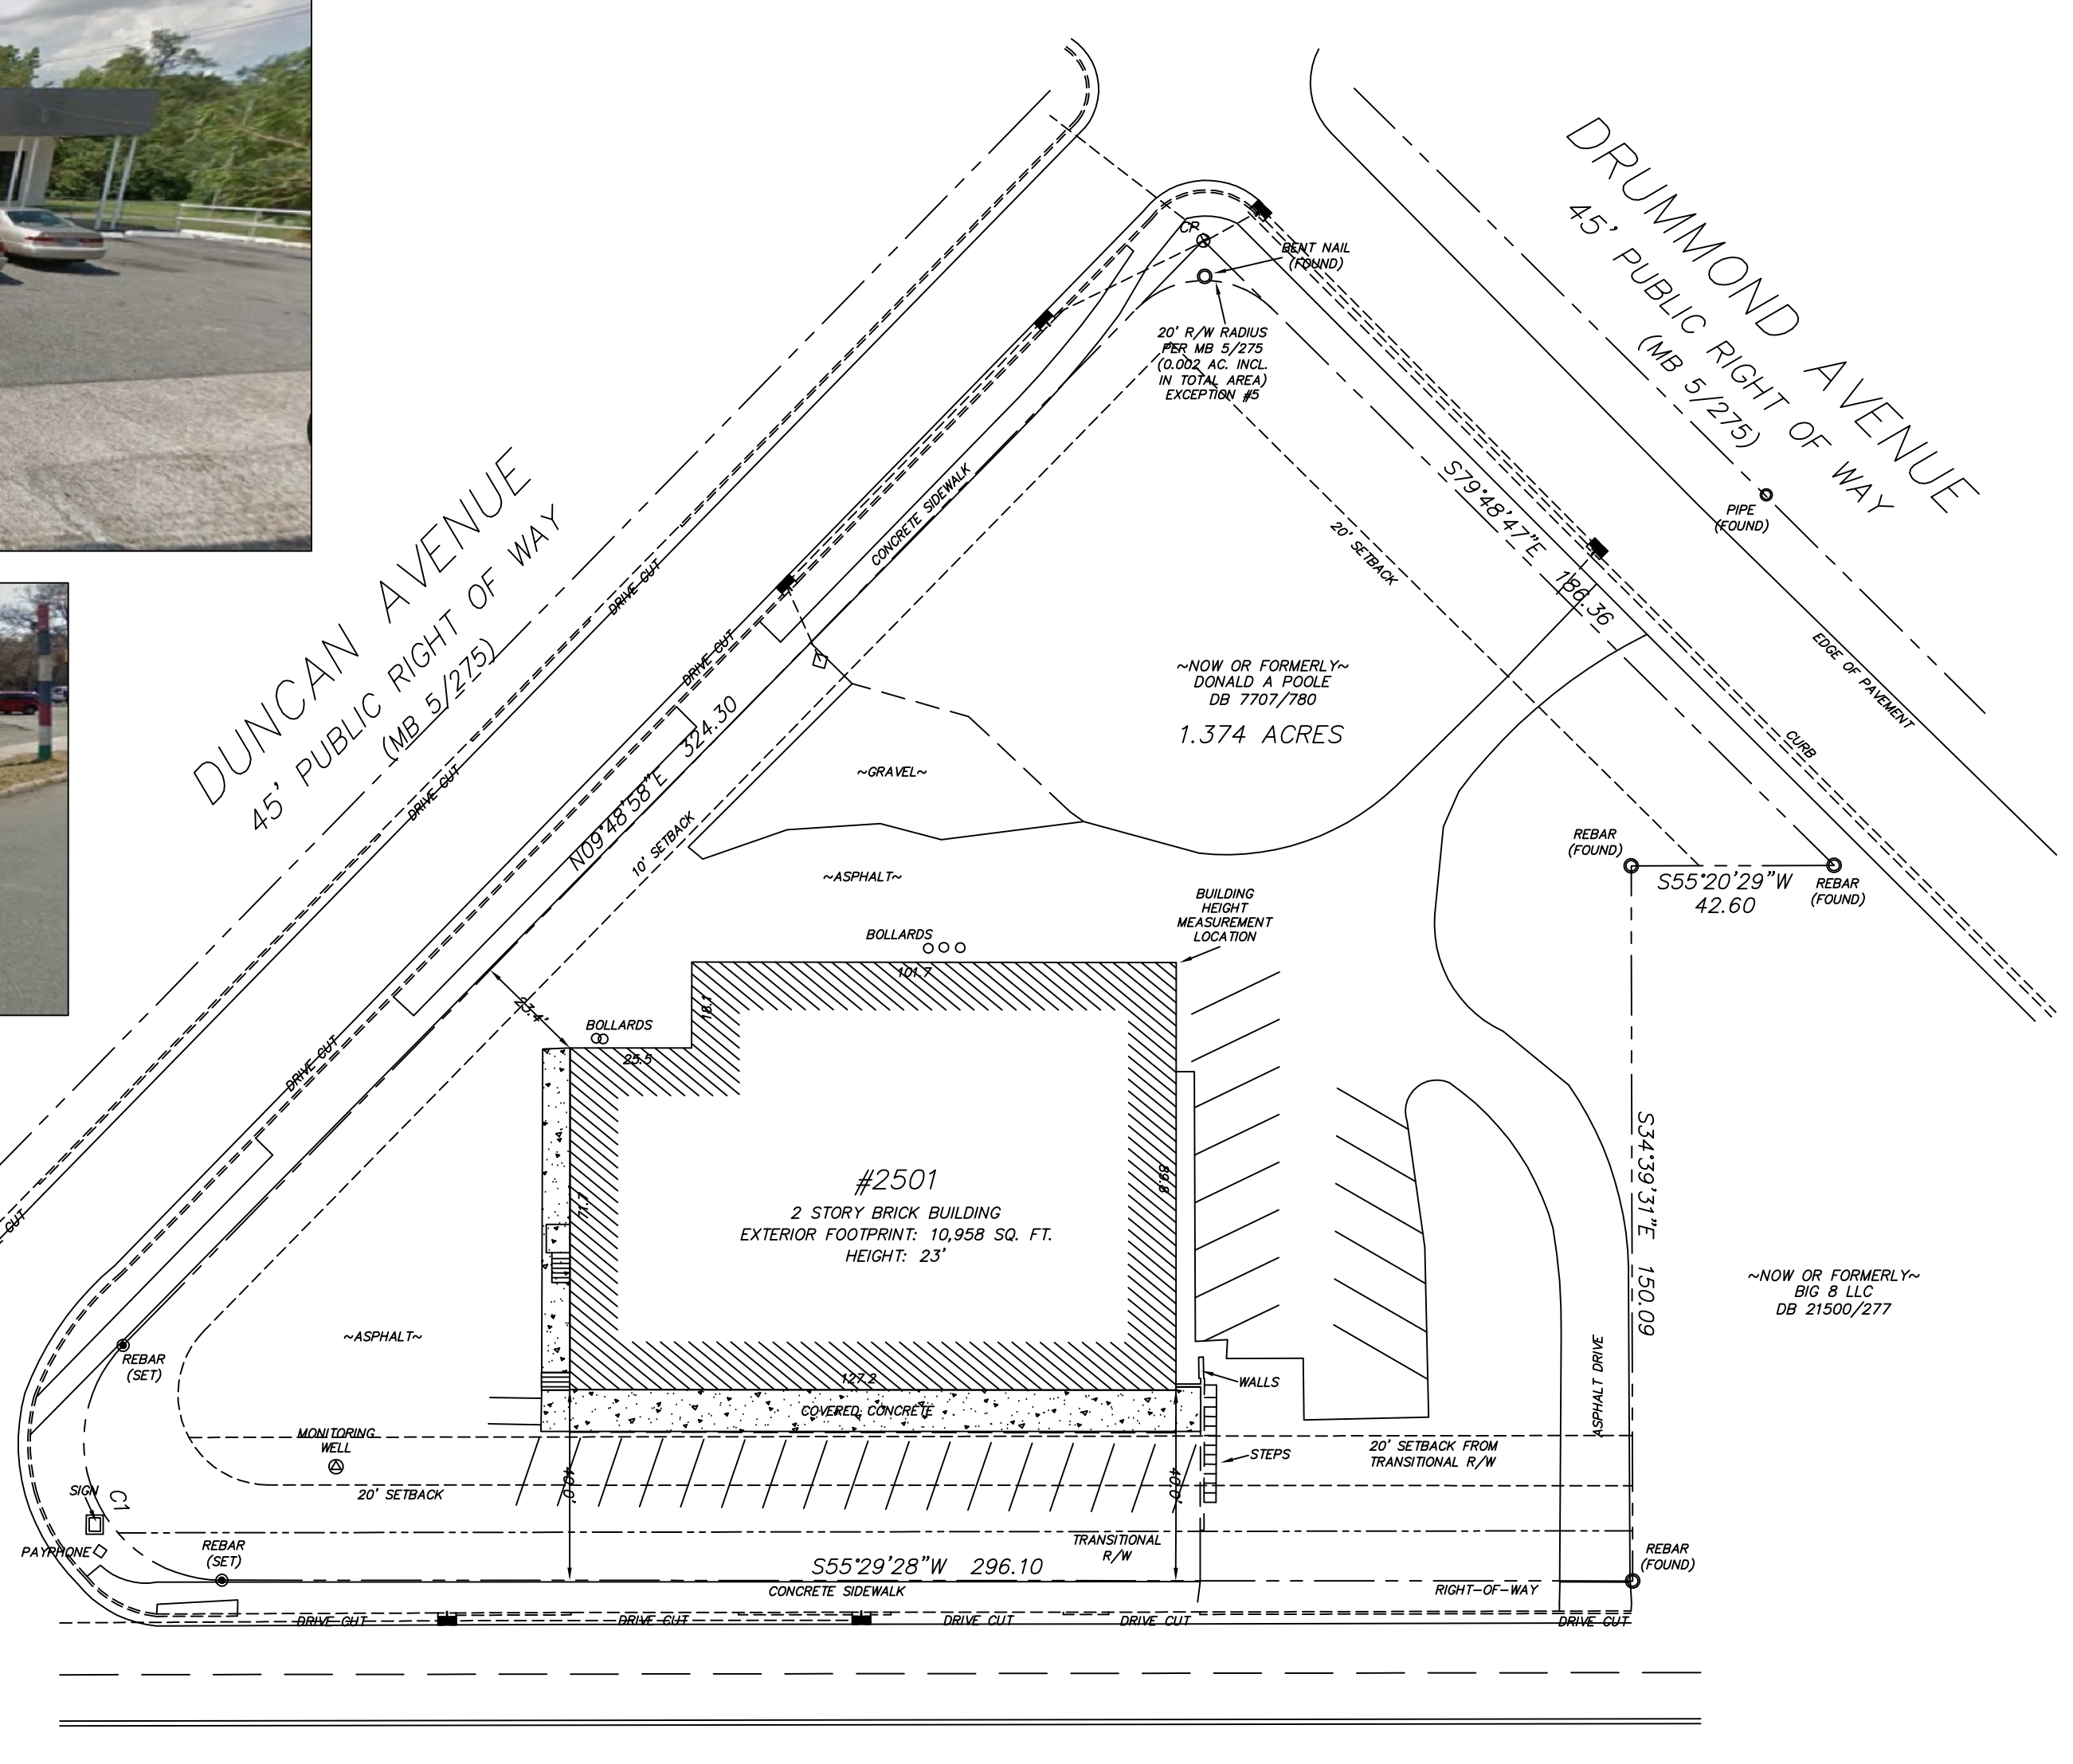 DUNCAN AVENUE
45' PUBLIC RIGHT OF WAY
(MB 5/275)
DRUMMOND AVENUE
45' PUBLIC RIGHT OF WAY
(MB 5/275)
CP
BENT NAIL
(FOUND)
20' R/W RADIUS
PER MB 5/275
(0.002 AC. INCL.
IN TOTAL AREA)
EXCEPTION #5
PIPE
(FOUND)
S79°48'47"E 186.36
20' SETBACK
CONCRETE SIDEWALK
DRIVE CUT
DRIVE CUT
DRIVE CUT
DRIVE CUT
CUT
N09°48'58"E 324.30
10' SETBACK
EDGE OF PAVEMENT
CURB
~NOW OR FORMERLY~
DONALD A POOLE
DB 7707/780
1.374 ACRES
~GRAVEL~
~ASPHALT~
REBAR
(FOUND)
S55°20'29"W
42.60
REBAR
(FOUND)
BUILDING
HEIGHT
MEASUREMENT
LOCATION
BOLLARDS
101.7
18.1
23.4'
BOLLARDS
25.5
71.7
89.8
#2501
2 STORY BRICK BUILDING
EXTERIOR FOOTPRINT: 10,958 SQ. FT.
HEIGHT: 23'
S34°39'31"E 150.09
~NOW OR FORMERLY~
BIG 8 LLC
DB 21500/277
~ASPHALT~
REBAR
(SET)
ASPHALT DRIVE
127.2
COVERED CONCRETE
WALLS
STEPS
MONITORING
WELL
20' SETBACK FROM
TRANSITIONAL R/W
20' SETBACK
40.0'
40.0'
SIGN
C1
PAYPHONE
REBAR
(SET)
TRANSITIONAL
R/W
S55°29'28"W 296.10
CONCRETE SIDEWALK
RIGHT-OF-WAY
REBAR
(FOUND)
DRIVE CUT
DRIVE CUT
DRIVE CUT
DRIVE CUT
DRIVE CUT